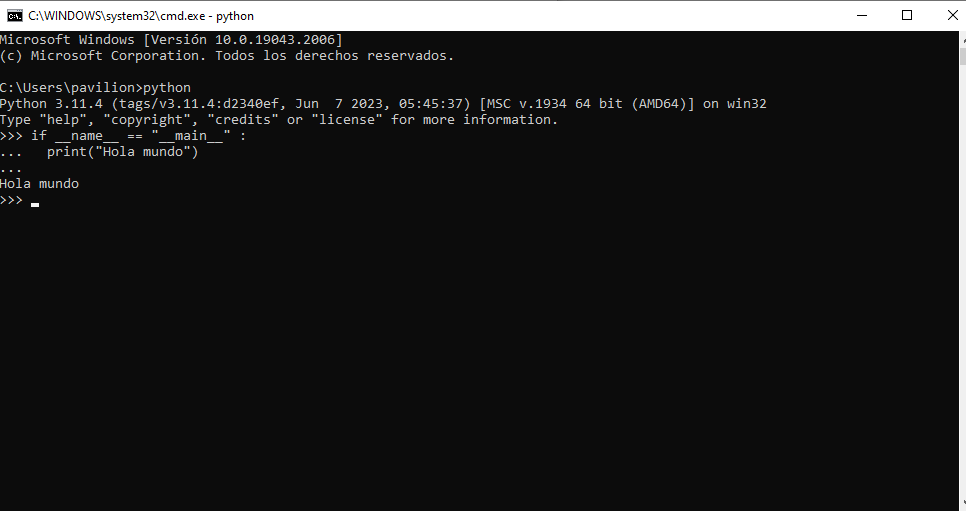 C:\WINDOWS\system32\cmd.exe - python
Microsoft Windows [Versión 10.0.19043.2006]
(c) Microsoft Corporation. Todos los derechos reservados.
C:\Users\pavilion>python
Python 3.11.4 (tags/v3.11.4:d2340ef, Jun  7 2023, 05:45:37) [MSC v.1934 64 bit (AMD64)] on win32
Type "help", "copyright", "credits" or "license" for more information.
>>> if __name__ == "__main__" :
...   print("Hola mundo")
...
Hola mundo
>>>